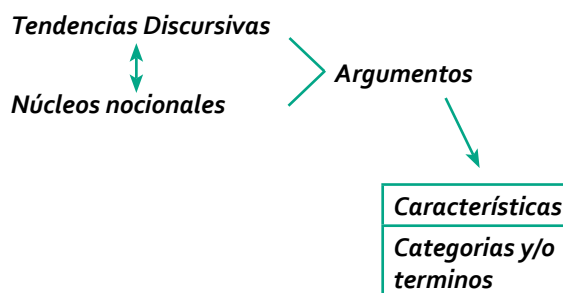 Tendencias Discursivas
Núcleos nocionales
Argumentos
Características
Categorias y/o
terminos